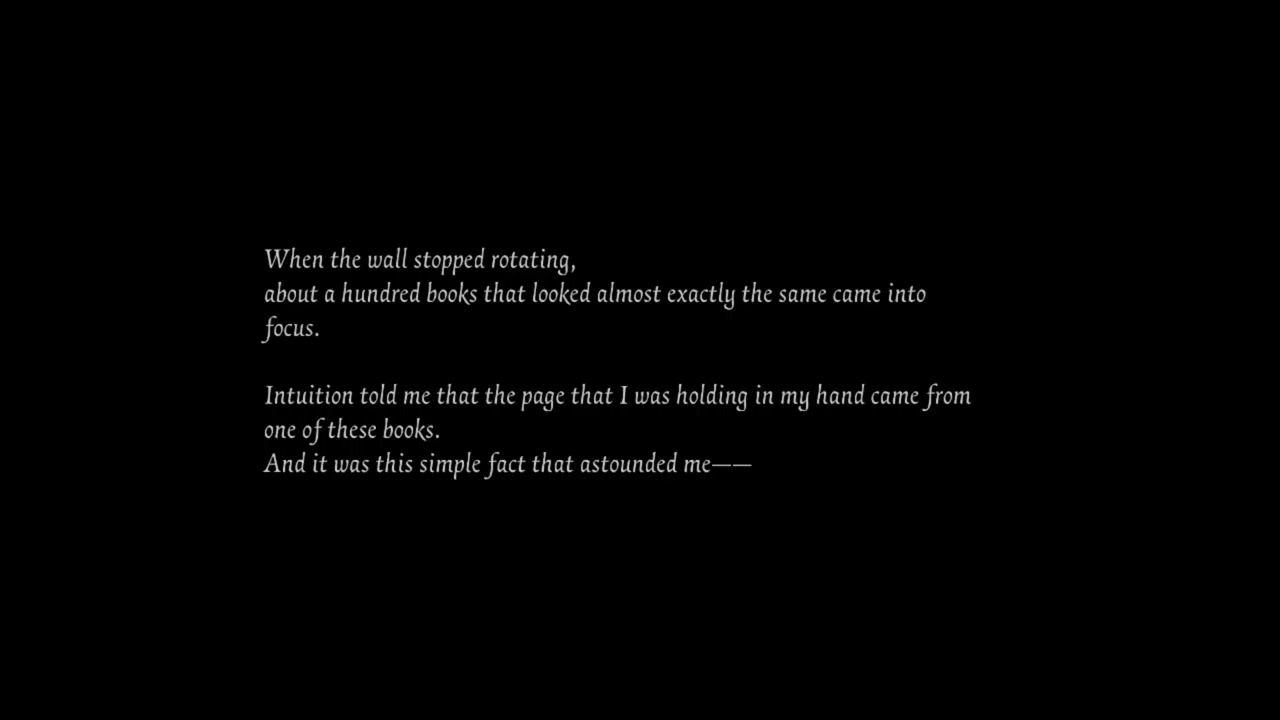 When the wall stopped rotating,
about a hundred books that looked almost exactly the same came into
focus.
Intuition told me that the page that I was holding in my hand came from
one of these books.
And it was this simple fact that astounded me——